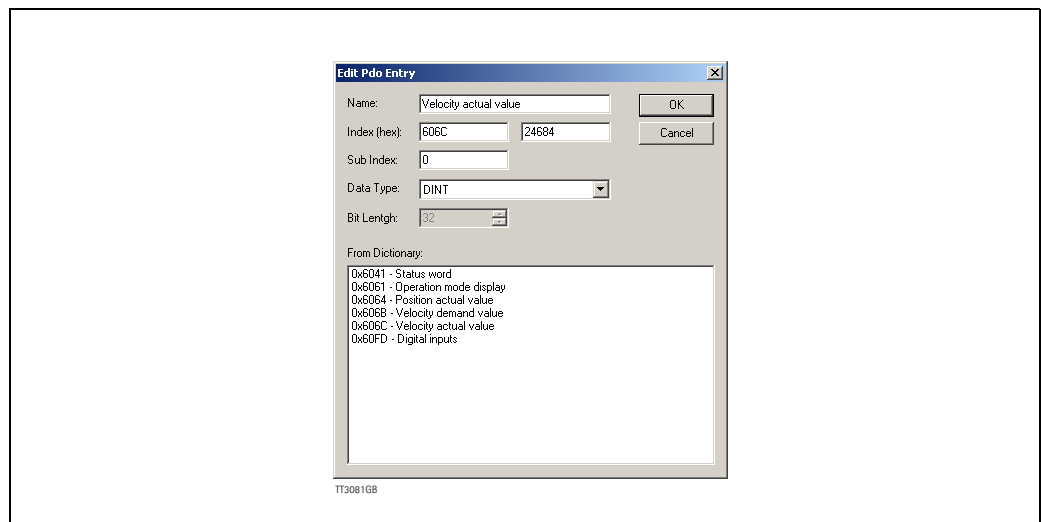 Edit Pdo Entry
Name: Velocity actual value OK
Index (hex): 606C 24684 Cancel
Sub Index: 0
Data Type: DINT
Bit Lentgh: 32
From Dictionary:
0x6041 - Status word
0x6061 - Operation mode display
0x6064 - Position actual value
0x606B - Velocity demand value
0x606C - Velocity actual value
0x60FD - Digital inputs
TT3081GB